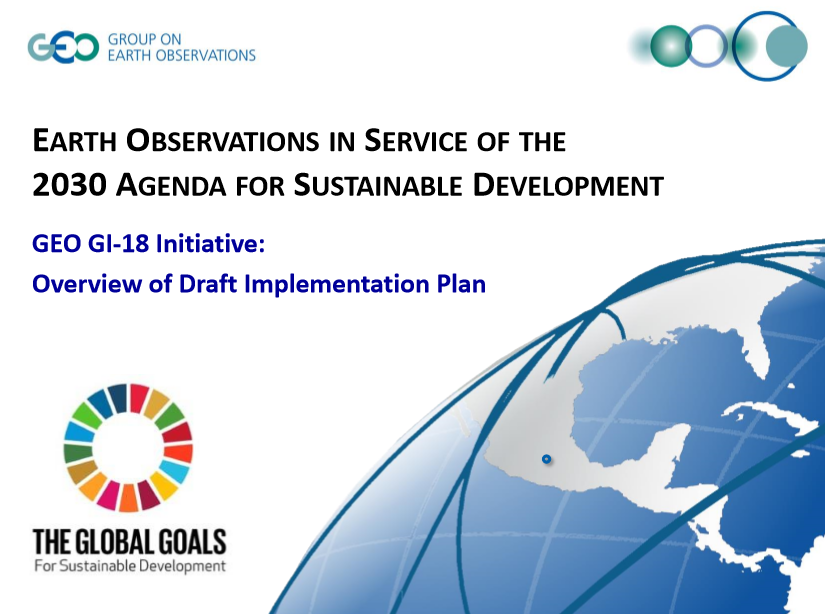 GEO GROUP ON
EARTH OBSERVATIONS
EARTH OBSERVATIONS IN SERVICE OF THE
2030 AGENDA FOR SUSTAINABLE DEVELOPMENT
GEO GI-18 Initiative:
Overview of Draft Implementation Plan
THE GLOBAL GOALS
For Sustainable Development